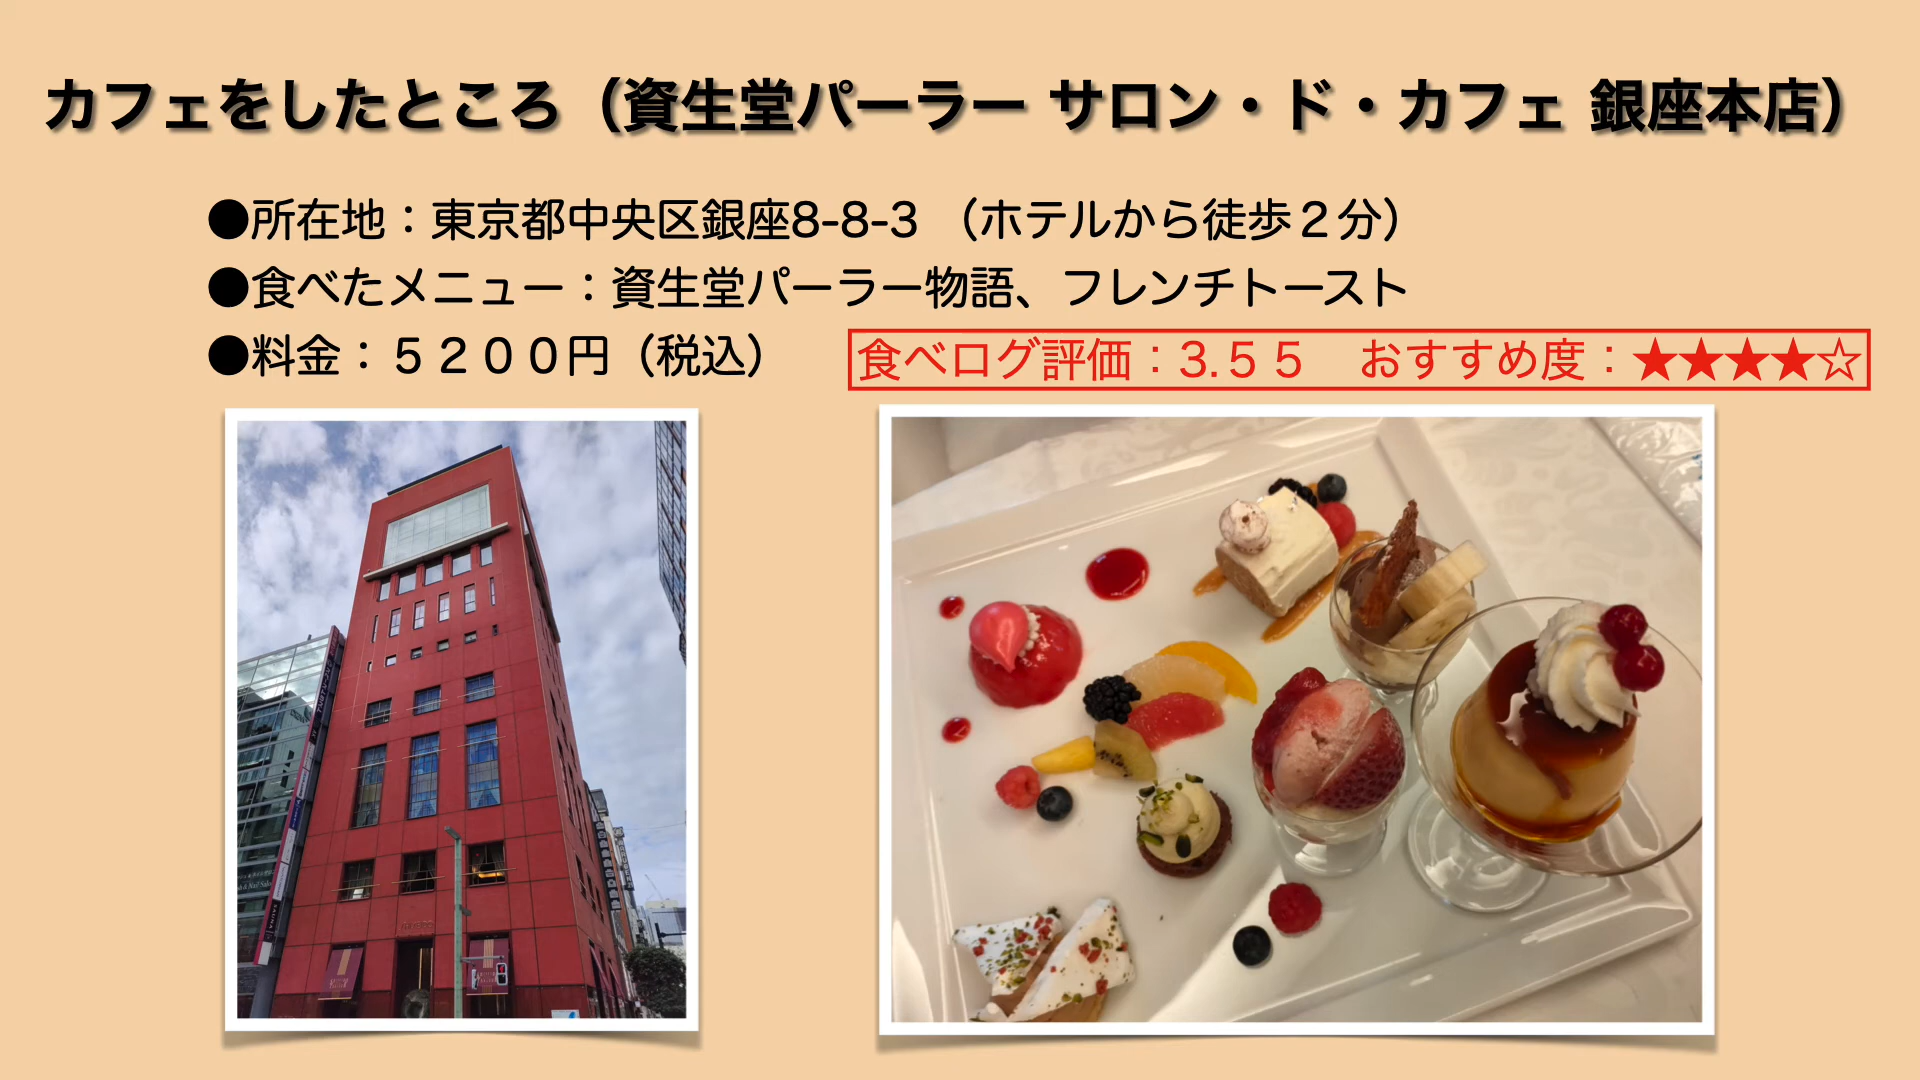 カフェをしたところ（資生堂パーラー サロン・ド・カフェ 銀座本店）
●所在地：東京都中央区銀座8-8-3 （ホテルから徒歩２分）
●食べたメニュー：資生堂パーラー物語、フレンチトースト
●料金：５２００円（税込）
食べログ評価：3.５５　おすすめ度：★★★★☆